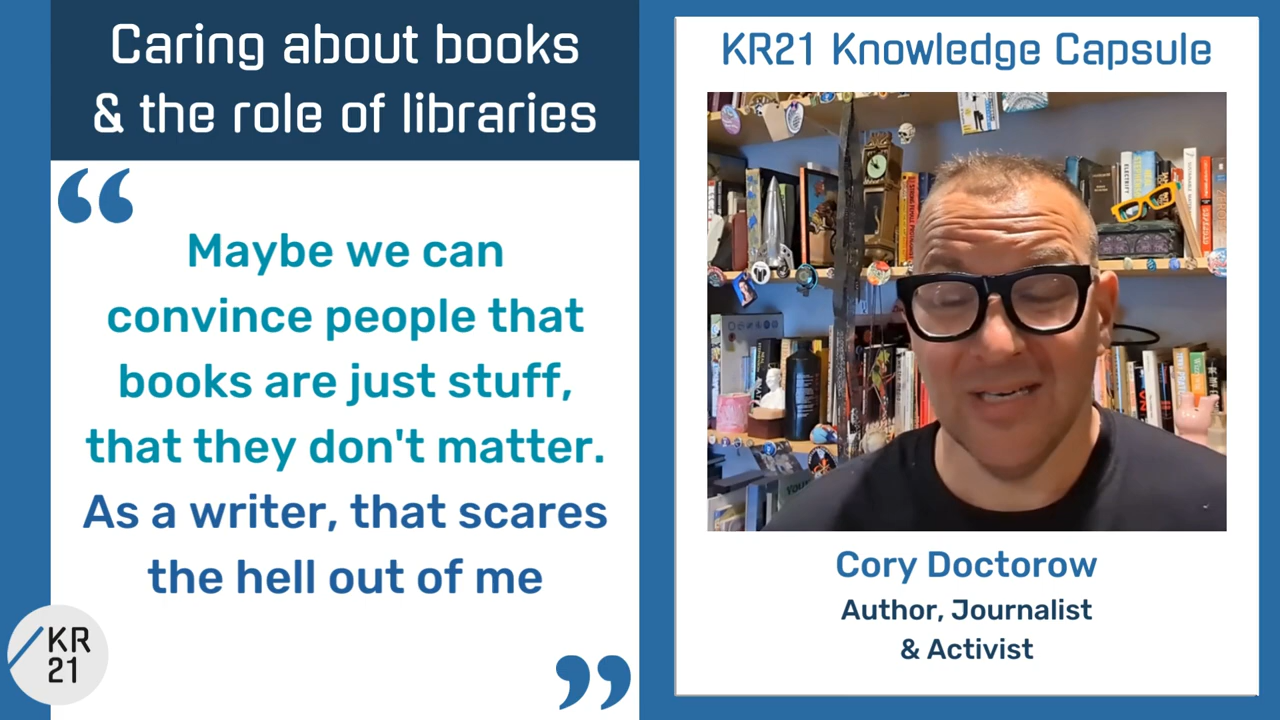 Caring about books
& the role of libraries
“
Maybe we can
convince people that
books are just stuff,
that they don't matter.
As a writer, that scares
the hell out of me
”
KR
21
KR21 Knowledge Capsule
ELECTRIFY
Cory Doctorow
Author, Journalist
& Activist